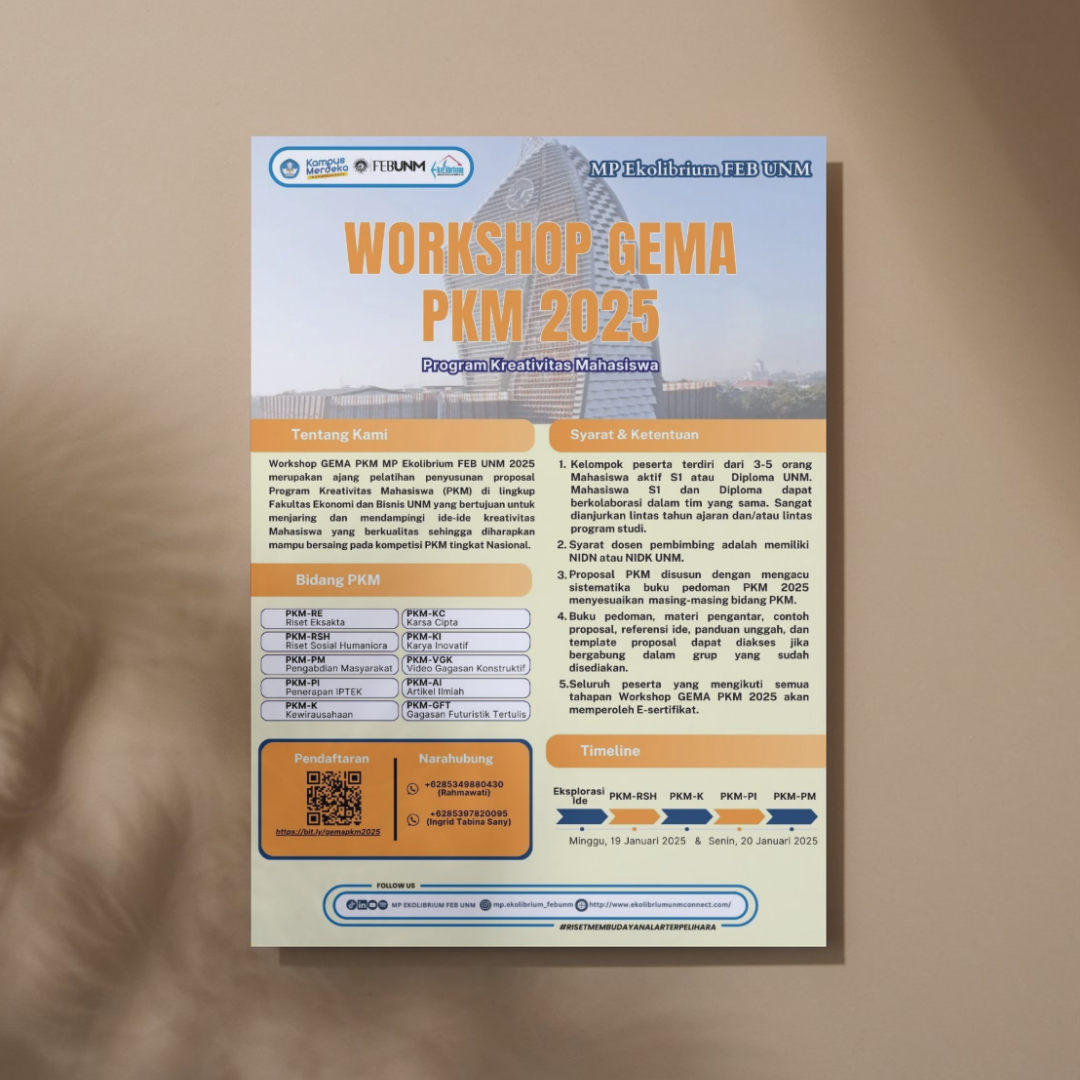 Kampus
Merdeka
FEBUNM
MP Ekolibrium FEB UNM
WORKSHOP GEMA
PKM 2025
Program Kreativitas Mahasiswa
Tentang Kami
Workshop GEMA PKM MP Ekolibrium FEB UNM 2025
merupakan ajang pelatihan penyusunan proposal
Program Kreativitas Mahasiswa (PKM) di lingkup
Fakultas Ekonomi dan Bisnis UNM yang bertujuan untuk
menjaring dan mendampingi ide-ide kreativitas
Mahasiswa yang berkualitas sehingga diharapkan
mampu bersaing pada kompetisi PKM tingkat Nasional.
Bidang PKM
PKM-RE
Riset Eksakta
PKM-KC
Karsa Cipta
PKM-RSH
Riset Sosial Humaniora
PKM-KI
Karya Inovatif
PKM-PM
Pengabdian Masyarakat
PKM-VGK
Video Gagasan Konstruktif
PKM-PI
Penerapan IPTEK
PKM-AI
Artikel Ilmiah
PKM-K
Kewirausahaan
PKM-GFT
Gagasan Futuristik Tertulis
Pendaftaran
https://bit.ly/gemapkm2025
Narahubung
+6285349880430
(Rahmawati)
+6285397820095
(Ingrid Tabina Sany)
Syarat & Ketentuan
1. Kelompok peserta terdiri dari 3-5 orang
Mahasiswa aktif S1 atau Diploma UNM.
Mahasiswa S1 dan Diploma dapat
berkolaborasi dalam tim yang sama. Sangat
dianjurkan lintas tahun ajaran dan/atau lintas
program studi.
2. Syarat dosen pembimbing adalah memiliki
NIDN atau NIDK UNM.
3. Proposal PKM disusun dengan mengacu
sistematika buku pedoman PKM 2025
menyesuaikan masing-masing bidang PKM.
4. Buku pedoman, materi pengantar, contoh
proposal, referensi ide, panduan unggah, dan
template proposal dapat diakses jika
bergabung dalam grup yang sudah
disediakan.
5. Seluruh peserta yang mengikuti semua
tahapan Workshop GEMA PKM 2025 akan
memperoleh E-sertifikat.
Timeline
Eksplorasi
Ide
PKM-RSH
PKM-K
PKM-PI
PKM-PM
Minggu, 19 Januari 2025 & Senin, 20 Januari 2025
FOLLOW US
MP EKOLIBRIUM FEB UNM mp.ekolibrium_febunm http://www.ekolibriumunmconnect.com/
#RISETMEMBUDAYANALARTERPELIHARA